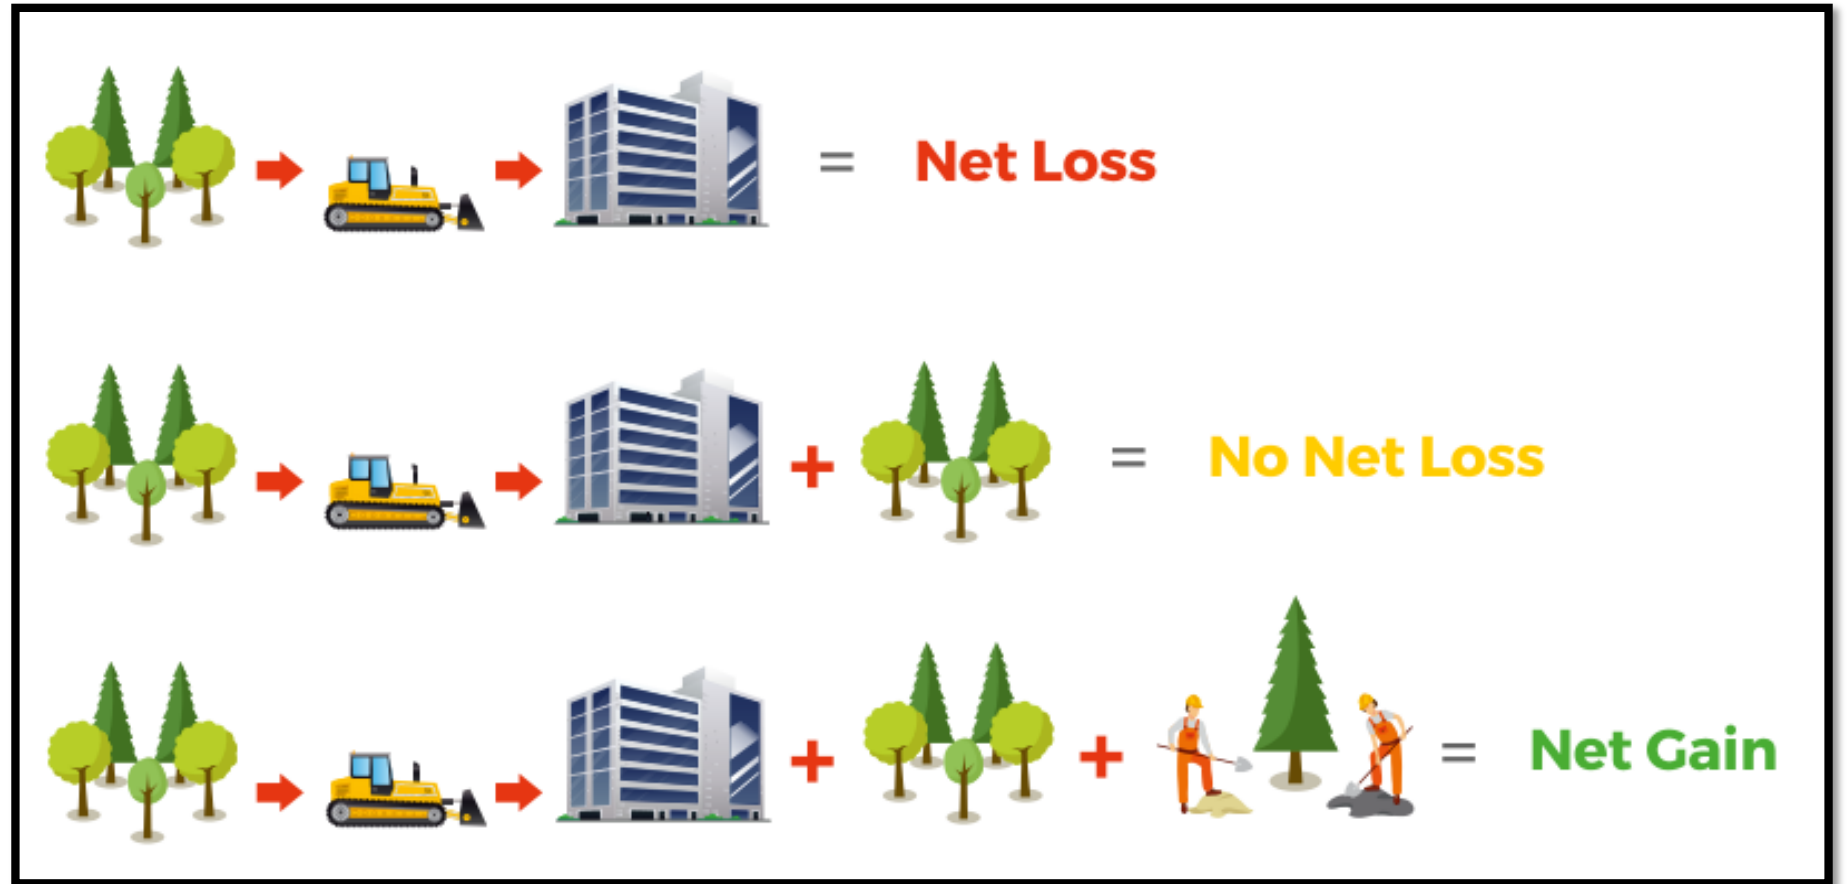 = Net Loss
+ = No Net Loss
+ + = Net Gain